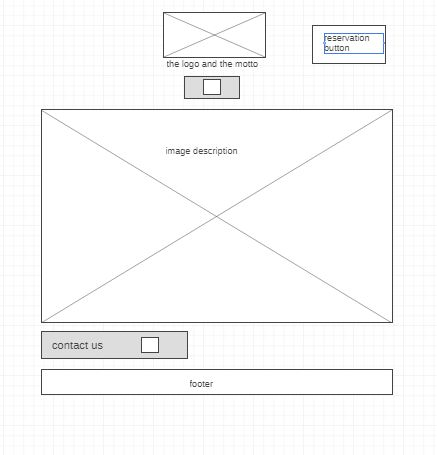 reservation
button
the logo and the motto
image description
contact us
footer